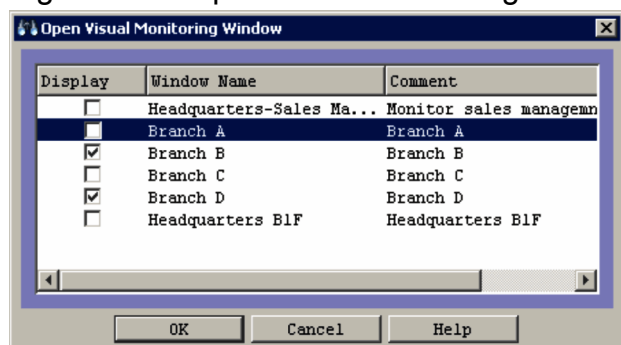 Open Visual Monitoring Window
Display Window Name Comment
Headquarters-Sales Ma... Monitor sales managemn
Branch A Branch A
Branch B Branch B
Branch C Branch C
Branch D Branch D
Headquarters B1F Headquarters B1F
OK Cancel Help